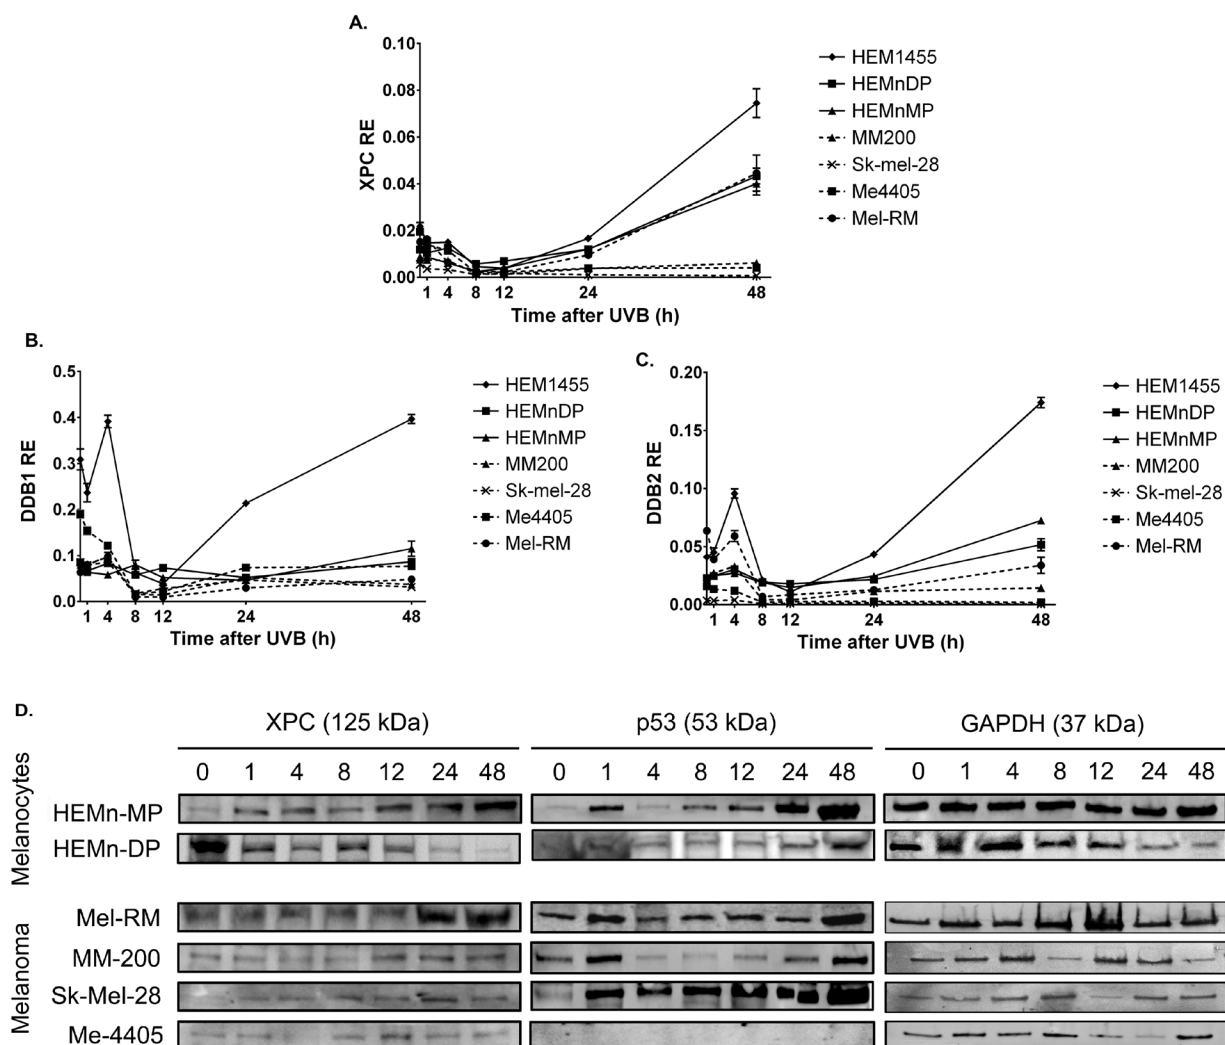 A.
0.10
0.08
0.06
0.04
0.02
0.00
XPC RE
1 4 8 12 24 48
Time after UVB (h)
HEM1455
HEMnDP
HEMnMP
MM200
Sk-mel-28
Me4405
Mel-RM
B.
0.5
0.4
0.3
0.2
0.1
0.0
DDB1 RE
1 4 8 12 24 48
Time after UVB (h)
HEM1455
HEMnDP
HEMnMP
MM200
Sk-mel-28
Me4405
Mel-RM
C.
0.20
0.15
0.10
0.05
0.00
DDB2 RE
1 4 8 12 24 48
Time after UVB (h)
HEM1455
HEMnDP
HEMnMP
MM200
Sk-mel-28
Me4405
Mel-RM
D.
XPC (125 kDa) p53 (53 kDa) GAPDH (37 kDa)
0 1 4 8 12 24 48 0 1 4 8 12 24 48 0 1 4 8 12 24 48
Melanocytes
HEMn-MP
HEMn-DP
Melanoma
Mel-RM
MM-200
Sk-Mel-28
Me-4405